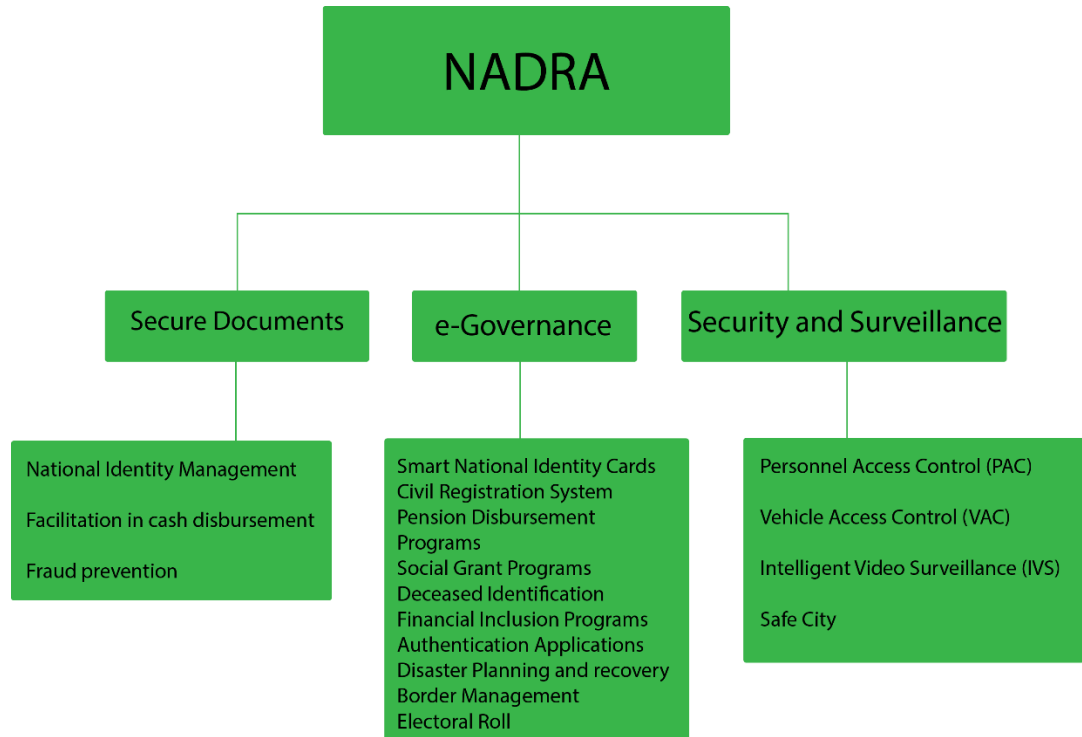 NADRA
Secure Documents
e-Governance
Security and Surveillance
National Identity Management
Facilitation in cash disbursement
Fraud prevention
Smart National Identity Cards
Civil Registration System
Pension Disbursement
Programs
Social Grant Programs
Deceased Identification
Financial Inclusion Programs
Authentication Applications
Disaster Planning and recovery
Border Management
Electoral Roll
Personnel Access Control (PAC)
Vehicle Access Control (VAC)
Intelligent Video Surveillance (IVS)
Safe City